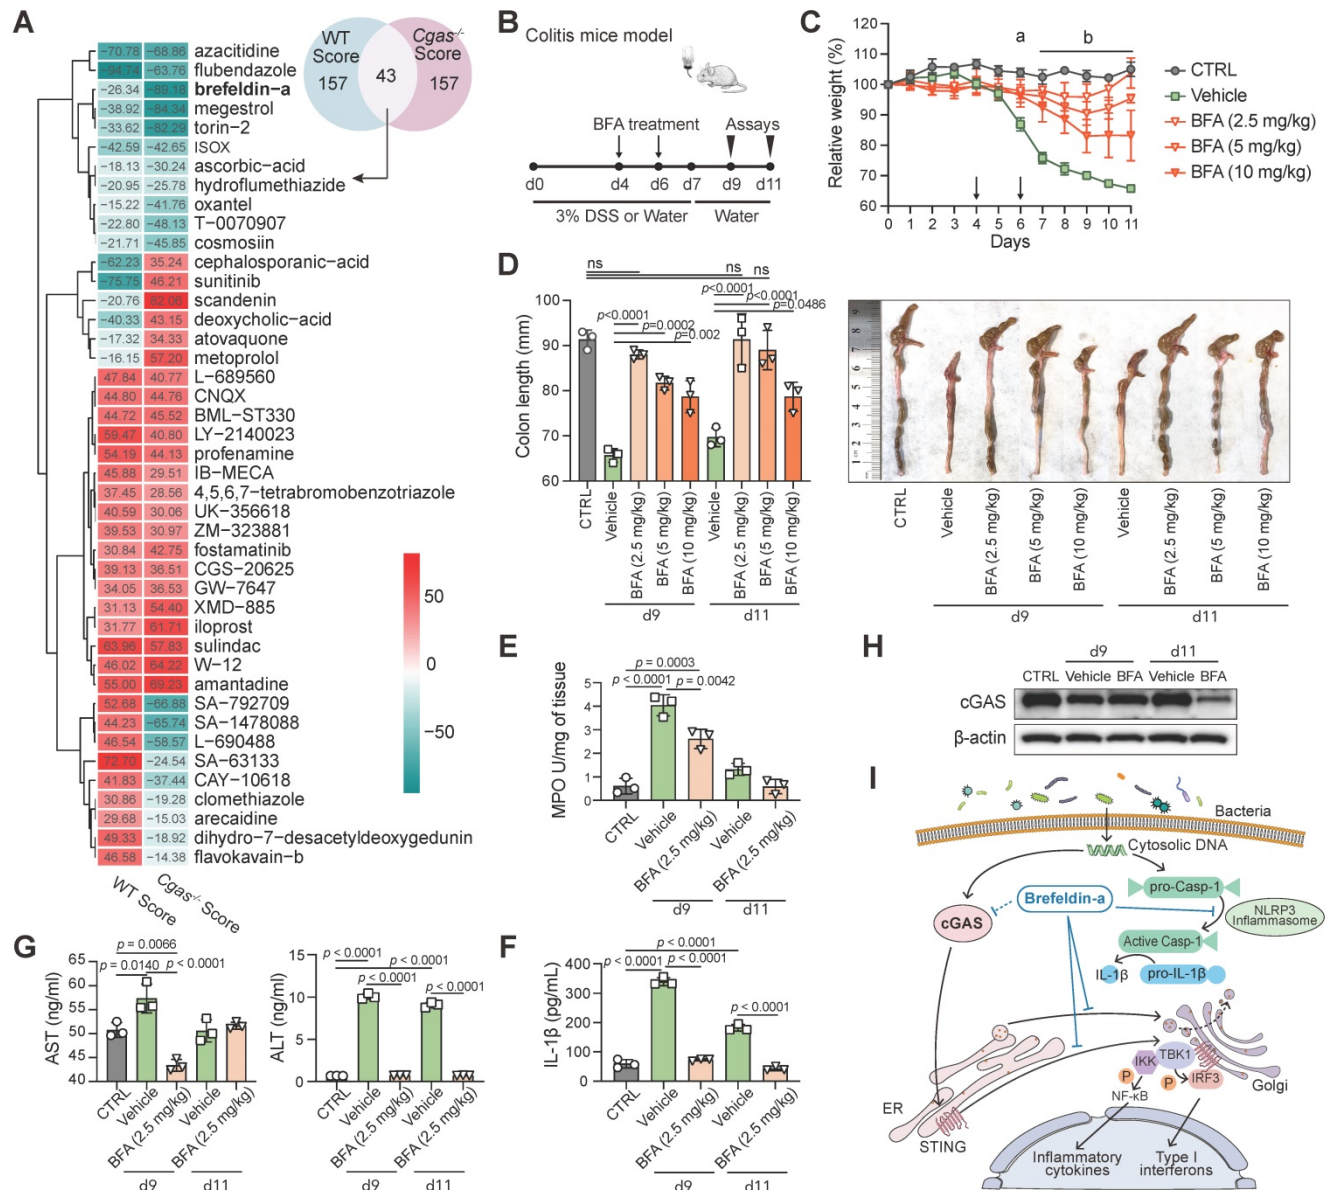 A
WT
Score
157
43
Cgas-/-
Score
157
−70.78 −68.86 azacitidine
−94.74 −63.76 flubendazole
−26.34 −89.18 brefeldin−a
−38.92 −84.34 megestrol
−33.62 −82.29 torin−2
−42.59 −42.65 ISOX
−18.13 −30.24 ascorbic−acid
−20.95 −25.78 hydroflumethiazide
−15.22 −41.76 oxantel
−22.80 −48.13 T−0070907
−21.71 −45.85 cosmosiin
−62.23 35.24 cephalosporanic−acid
−75.75 46.21 sunitinib
−20.76 82.06 scandenin
−40.33 43.15 deoxycholic−acid
−17.32 34.33 atovaquone
−16.15 57.20 metoprolol
47.84 40.77 L−689560
44.80 44.76 CNQX
44.72 45.52 BML−ST330
59.47 40.80 LY−2140023
54.19 44.13 profenamine
45.88 29.51 IB−MECA
37.45 28.56 4,5,6,7−tetrabromobenzotriazole
40.59 30.06 UK−356618
39.53 30.97 ZM−323881
30.84 42.75 fostamatinib
39.13 36.51 CGS−20625
34.05 36.53 GW−7647
31.13 54.40 XMD−885
31.77 61.71 iloprost
63.96 57.83 sulindac
46.02 64.22 W−12
55.00 69.23 amantadine
52.68 −66.88 SA−792709
44.23 −65.74 SA−1478088
46.54 −58.57 L−690488
72.70 −24.54 SA−63133
41.83 −37.44 CAY−10618
30.86 −19.28 clomethiazole
29.68 −15.03 arecaidine
49.33 −18.92 dihydro−7−desacetyldeoxygedunin
46.58 −14.38 flavokavain−b
WT Score
Cgas-/- Score
50
0
−50
B
Colitis mice model
BFA treatment
Assays
d0 d4 d6 d7 d9 d11
3% DSS or Water
Water
C
Relative weight (%)
120
110
100
90
80
70
60
a
b
0 1 2 3 4 5 6 7 8 9 10 11
Days
CTRL
Vehicle
BFA (2.5 mg/kg)
BFA (5 mg/kg)
BFA (10 mg/kg)
D
Colon length (mm)
100
90
80
70
60
ns
ns
ns
p<0.0001
p=0.0002
p=0.002
p<0.0001
p<0.0001
p=0.0486
CTRL
Vehicle
BFA (2.5 mg/kg)
BFA (5 mg/kg)
BFA (10 mg/kg)
Vehicle
BFA (2.5 mg/kg)
BFA (5 mg/kg)
BFA (10 mg/kg)
d9
d11
1 cm 2 3 4 5 6 7 8 9
CTRL
Vehicle
BFA (2.5 mg/kg)
BFA (5 mg/kg)
BFA (10 mg/kg)
Vehicle
BFA (2.5 mg/kg)
BFA (5 mg/kg)
BFA (10 mg/kg)
d9
d11
E
MPO U/mg of tissue
5
4
3
2
1
0
p = 0.0003
p < 0.0001
p = 0.0042
CTRL
Vehicle
BFA (2.5 mg/kg)
Vehicle
BFA (2.5 mg/kg)
d9
d11
H
d9
d11
CTRL Vehicle BFA Vehicle BFA
cGAS
β-actin
G
AST (ng/ml)
65
60
55
50
45
40
p = 0.0066
p = 0.0140
p < 0.0001
CTRL
Vehicle
BFA (2.5 mg/kg)
Vehicle
BFA (2.5 mg/kg)
d9
d11
ALT (ng/ml)
15
10
5
0
p < 0.0001
p < 0.0001
p < 0.0001
p < 0.0001
CTRL
Vehicle
BFA (2.5 mg/kg)
Vehicle
BFA (2.5 mg/kg)
d9
d11
F
IL-1β (pg/mL)
400
300
200
100
0
p < 0.0001
p < 0.0001
p < 0.0001
p < 0.0001
CTRL
Vehicle
BFA (2.5 mg/kg)
Vehicle
BFA (2.5 mg/kg)
d9
d11
I
Bacteria
Cytosolic DNA
pro-Casp-1
Brefeldin-a
cGAS
NLRP3
Inflammasome
Active Casp-1
IL-1β
pro-IL-1β
IKK
TBK1
P
P
IRF3
NF-κB
Golgi
ER
STING
Inflammatory
cytokines
Type I
interferons